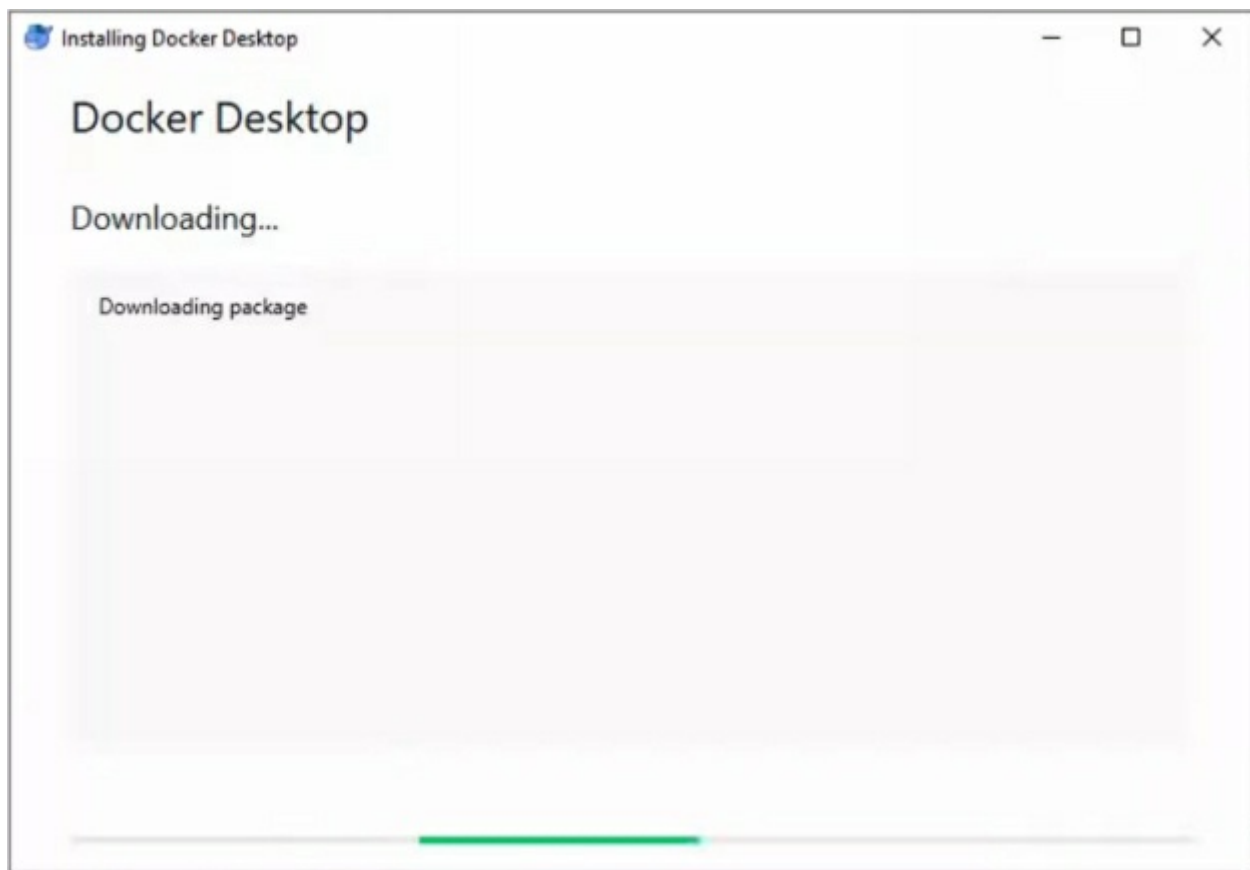 Installing Docker Desktop
Docker Desktop
Downloading...
Downloading package